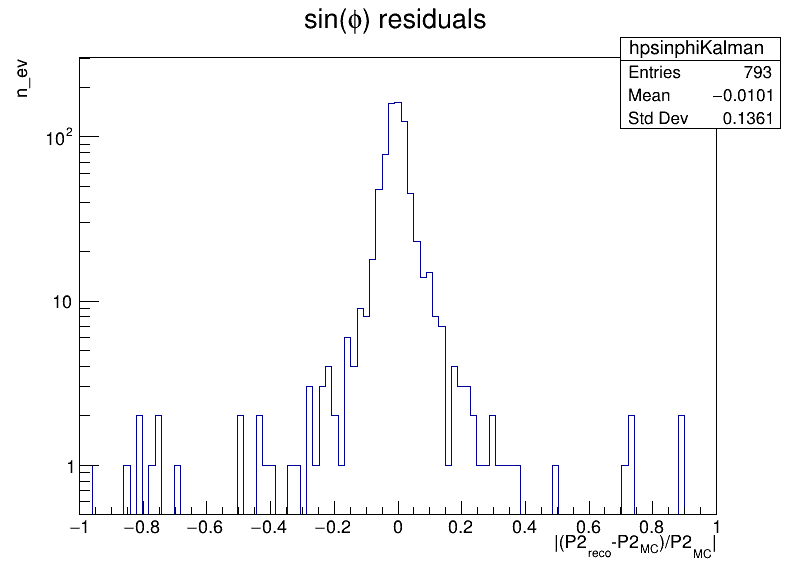 sin(ϕ) residuals
hpsinphiKalman
Entries 793
Mean −0.0101
Std Dev 0.1361
n_ev
10²
10
1
−1 −0.8 −0.6 −0.4 −0.2 0 0.2 0.4 0.6 0.8 1
|(P2reco-P2MC)/P2MC|